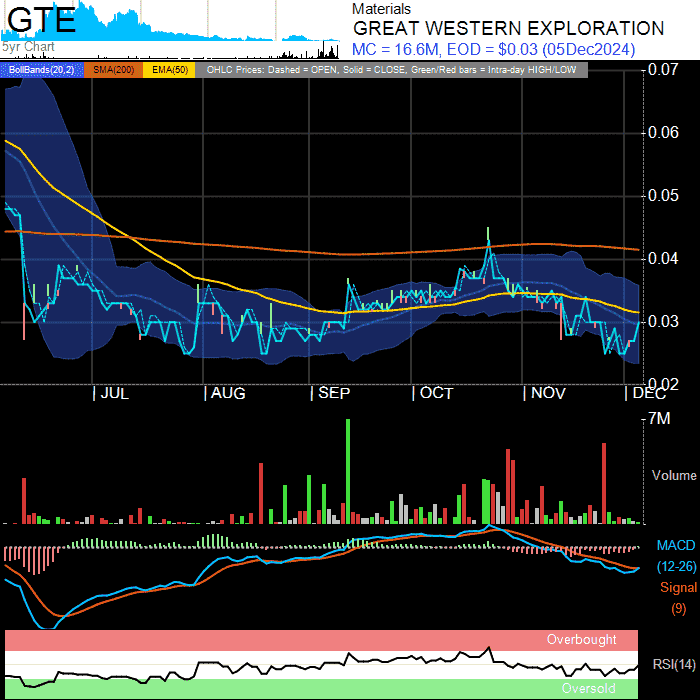 GTE
Materials
GREAT WESTERN EXPLORATION
5yr Chart
MC = 16.6M, EOD = $0.03 (05Dec2024)
BollBands(20,2) SMA(200) EMA(50) OHLC Prices: Dashed = OPEN, Solid = CLOSE, Green/Red bars = Intra-day HIGH/LOW
0.07
0.06
0.05
0.04
0.03
0.02
JUL AUG SEP OCT NOV DEC
7M
Volume
MACD
(12-26)
Signal
(9)
Overbought
RSI(14)
Oversold